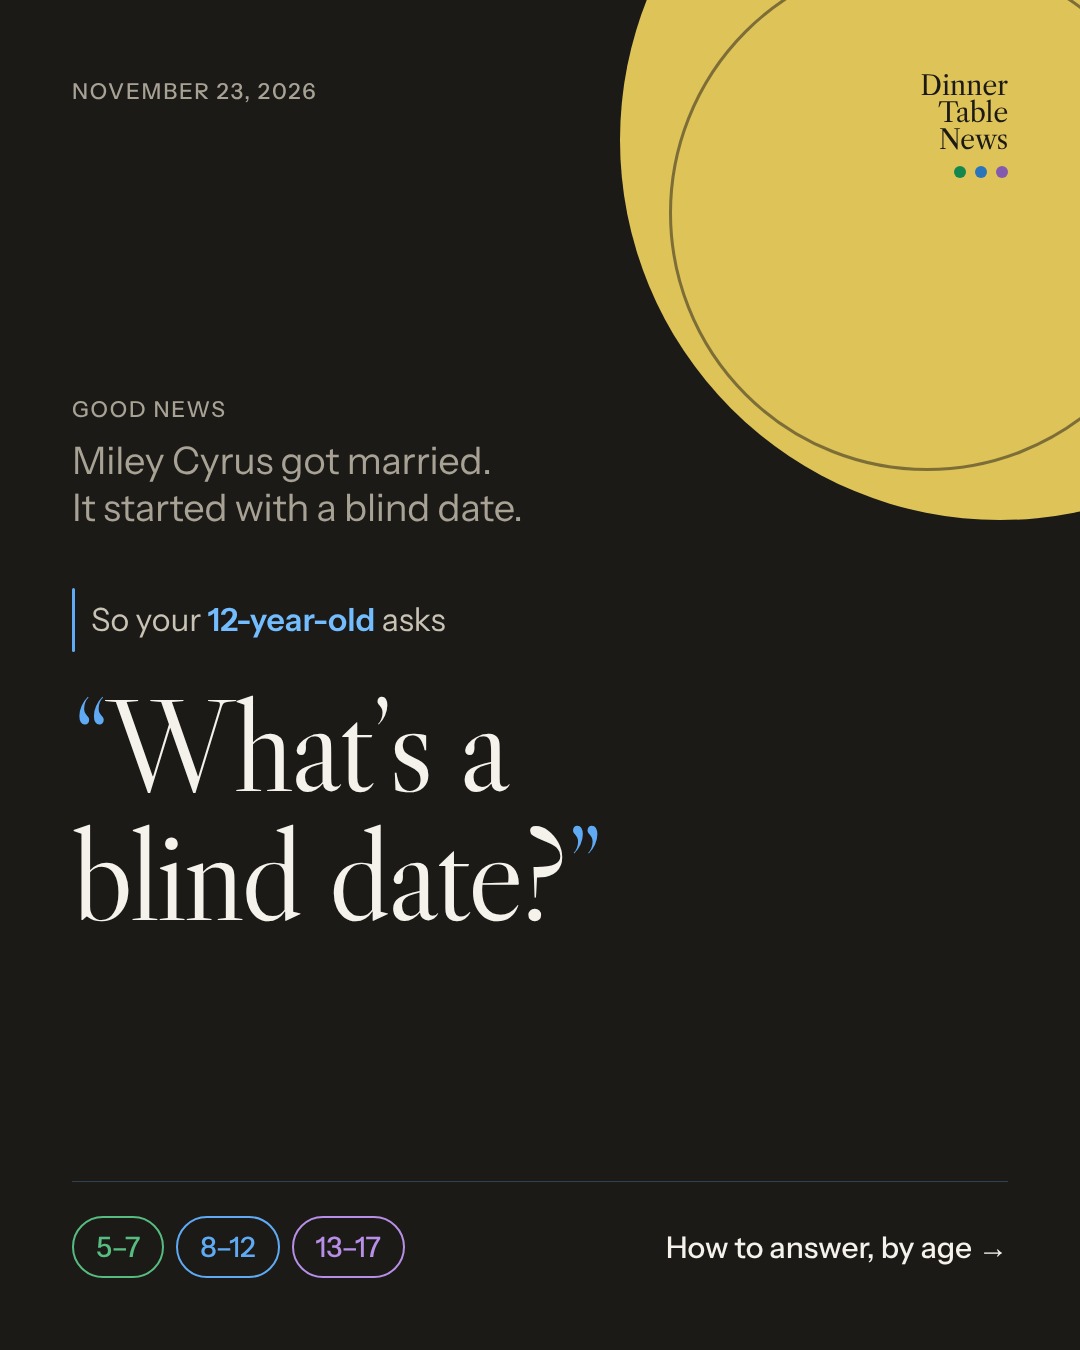 NOVEMBER 23, 2026
Dinner
Table
News
GOOD NEWS
Miley Cyrus got married.
It started with a blind date.
So your 12-year-old asks
“What’s a
blind date?”
5–7
8–12
13–17
How to answer, by age →